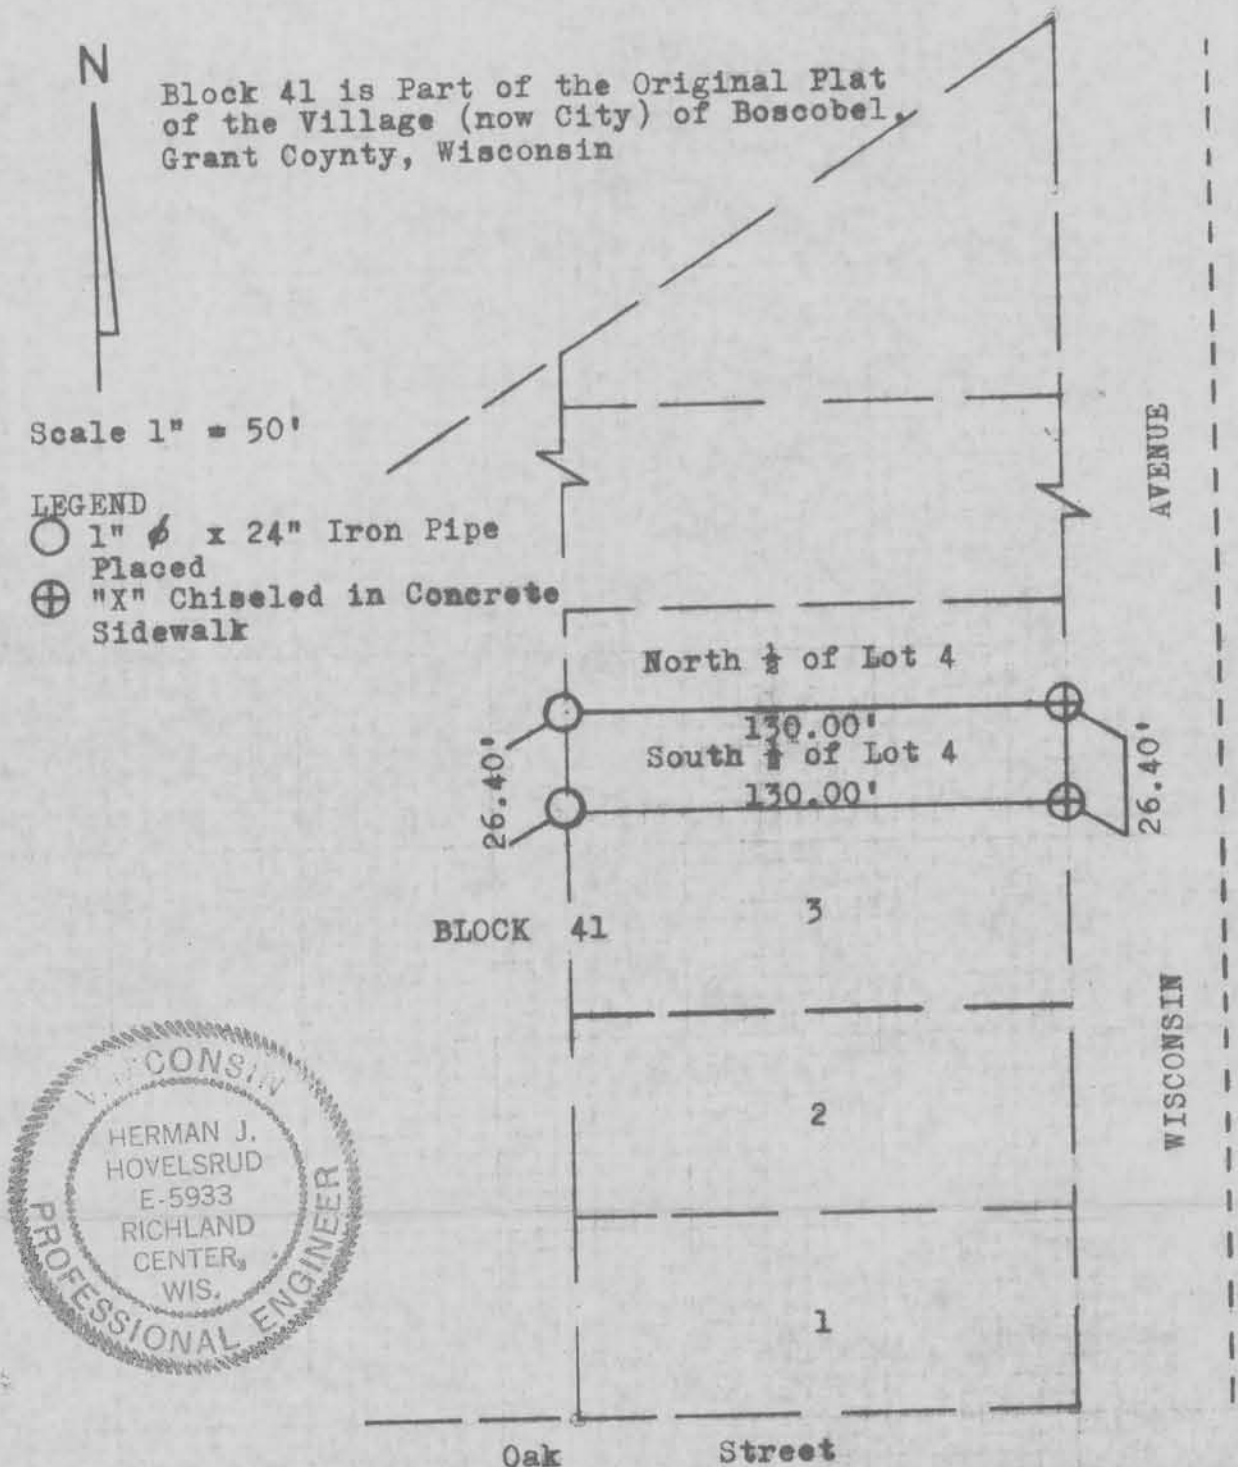 N
Block 41 is Part of the Original Plat
of the Village (now City) of Boscobel,
Grant Coynty, Wisconsin
Scale 1" = 50'
LEGEND
1" ϕ x 24" Iron Pipe
Placed
"X" Chiseled in Concrete
Sidewalk
AVENUE
North ½ of Lot 4
130.00'
South ½ of Lot 4
130.00'
26.40'
26.40'
3
BLOCK 41
WISCONSIN
2
1
Oak Street
WISCONSIN
HERMAN J.
HOVELSRUD
E-5933
RICHLAND
CENTER,
WIS.
PROFESSIONAL ENGINEER